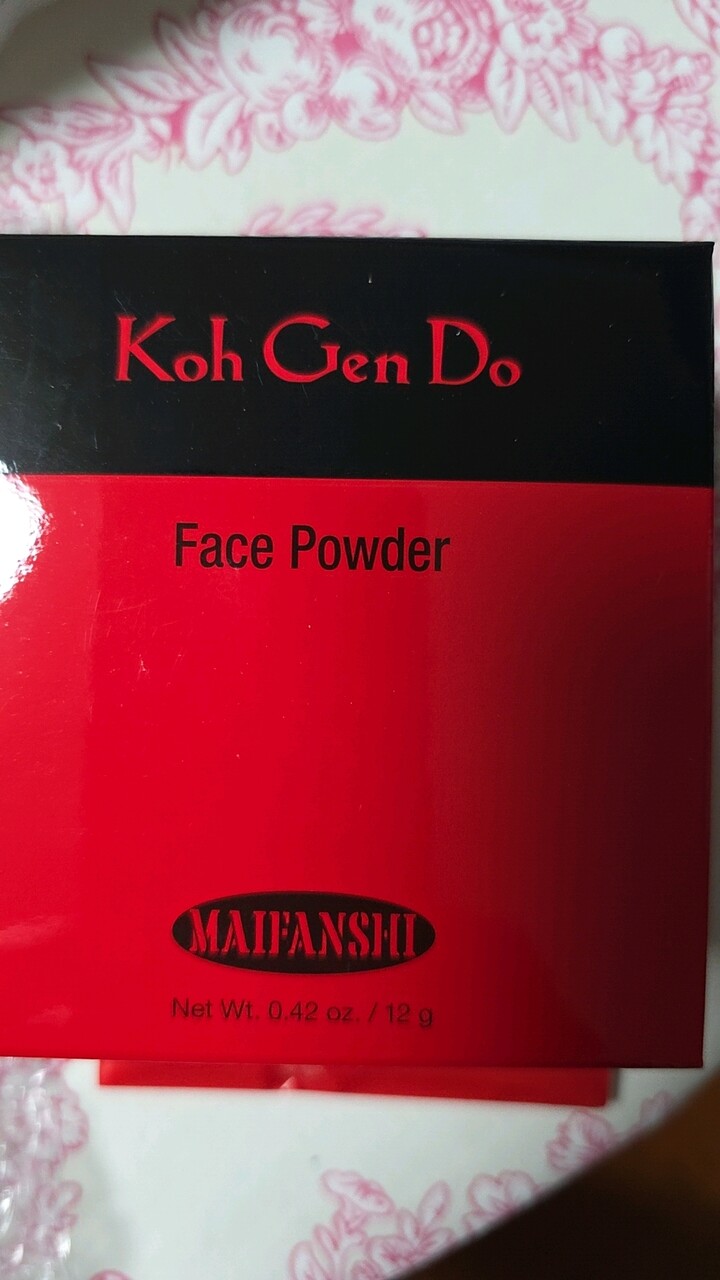 Koh Gen Do
Face Powder
MAIFANSHI
Net Wt. 0.42 oz. / 12 g